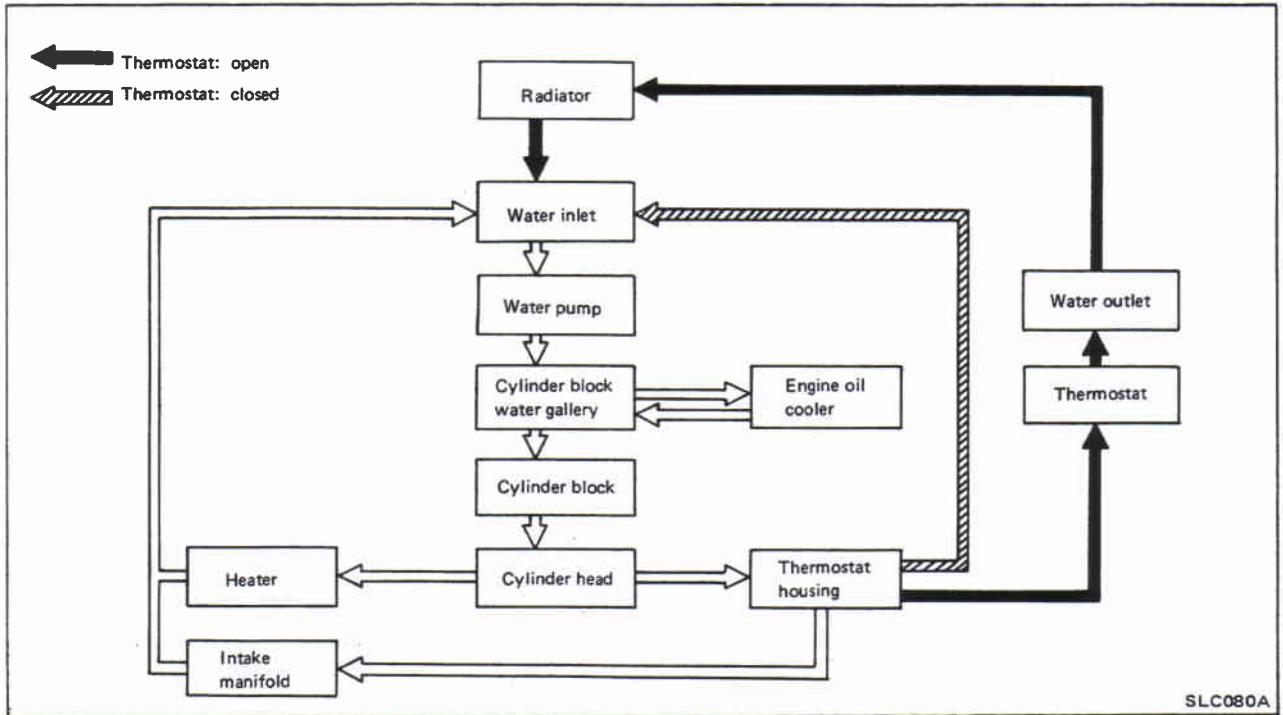 Thermostat: open
Thermostat: closed
Radiator
Water inlet
Water pump
Water outlet
Cylinder block
water gallery
Engine oil
cooler
Thermostat
Cylinder block
Heater
Cylinder head
Thermostat
housing
Intake
manifold
SLC080A